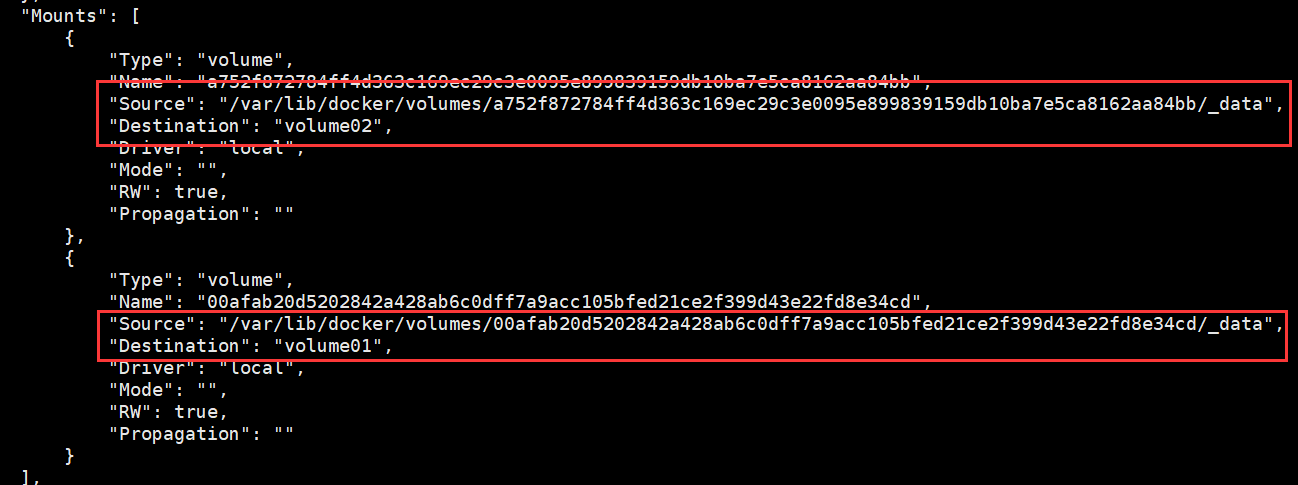 "Mounts": [
{
"Type": "volume",
"Name": "a752f872784ff4d363c169ec29c3e0095e899839159db10ba7e5ca8162aa84bb",
"Source": "/var/lib/docker/volumes/a752f872784ff4d363c169ec29c3e0095e899839159db10ba7e5ca8162aa84bb/_data",
"Destination": "volume02",
"Driver": "local",
"Mode": "",
"RW": true,
"Propagation": ""
},
{
"Type": "volume",
"Name": "00afab20d5202842a428ab6c0dff7a9acc105bfed21ce2f399d43e22fd8e34cd",
"Source": "/var/lib/docker/volumes/00afab20d5202842a428ab6c0dff7a9acc105bfed21ce2f399d43e22fd8e34cd/_data",
"Destination": "volume01",
"Driver": "local",
"Mode": "",
"RW": true,
"Propagation": ""
}
],